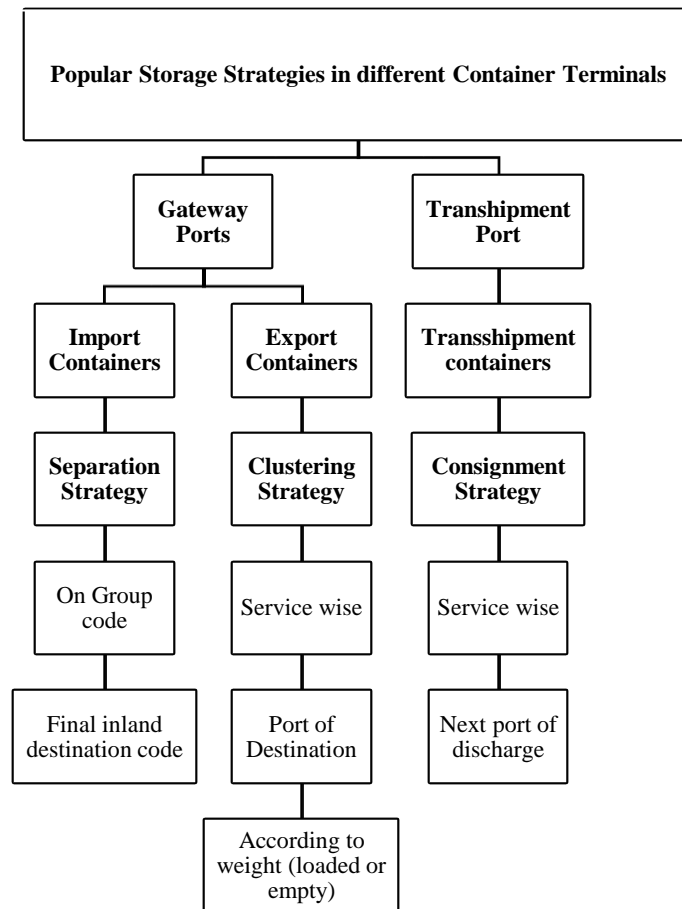 Popular Storage Strategies in different Container Terminals
Gateway
Ports
Transhipment
Port
Import
Containers
Export
Containers
Transshipment
containers
Separation
Strategy
Clustering
Strategy
Consignment
Strategy
On Group
code
Service wise
Service wise
Final inland
destination code
Port of
Destination
Next port of
discharge
According to
weight (loaded or
empty)